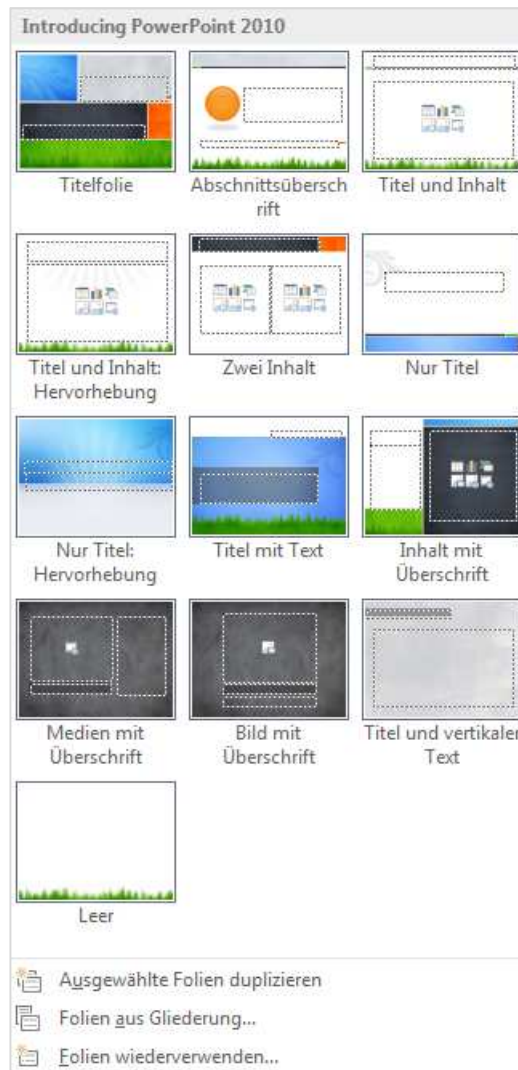 Introducing PowerPoint 2010
Titelfolie
Abschnittsübersch
rift
Titel und Inhalt
Titel und Inhalt:
Hervorhebung
Zwei Inhalt
Nur Titel
Nur Titel:
Hervorhebung
Titel mit Text
Inhalt mit
Überschrift
Medien mit
Überschrift
Bild mit
Überschrift
Titel und vertikaler
Text
Leer
Ausgewählte Folien duplizieren
Folien aus Gliederung...
Folien wiederverwenden...